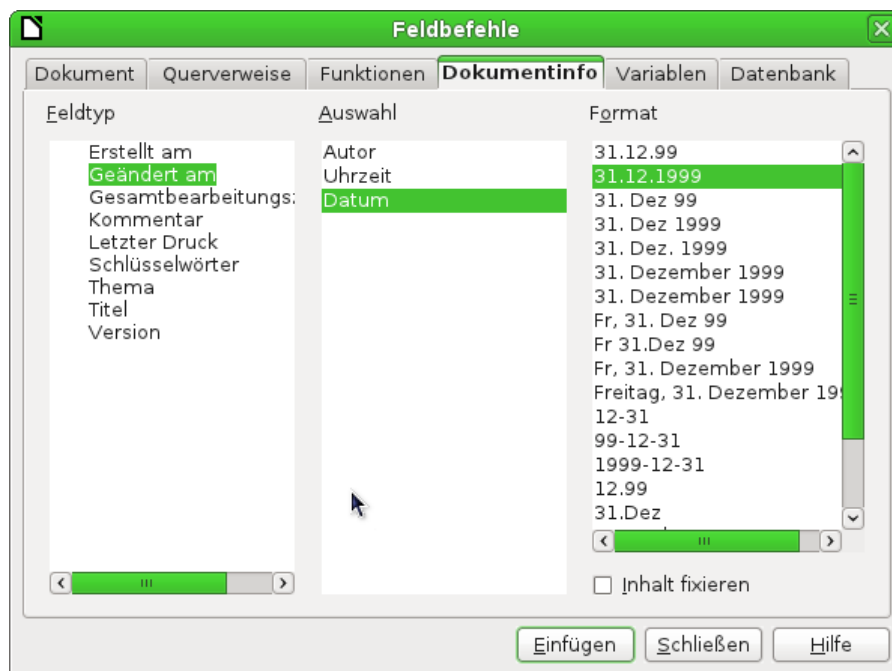 Feldbefehle
Dokument Querverweise Funktionen Dokumentinfo Variablen Datenbank
Feldtyp
Erstellt am
Geändert am
Gesamtbearbeitungs
Kommentar
Letzter Druck
Schlüsselwörter
Thema
Titel
Version
Auswahl
Autor
Uhrzeit
Datum
Format
31.12.99
31.12.1999
31. Dez 99
31. Dez 1999
31. Dez. 1999
31. Dezember 1999
31. Dezember 1999
Fr, 31. Dez 99
Fr 31.Dez 99
Fr, 31. Dezember 1999
Freitag, 31. Dezember 19
12-31
99-12-31
1999-12-31
12.99
31.Dez
Inhalt fixieren
Einfügen Schließen Hilfe